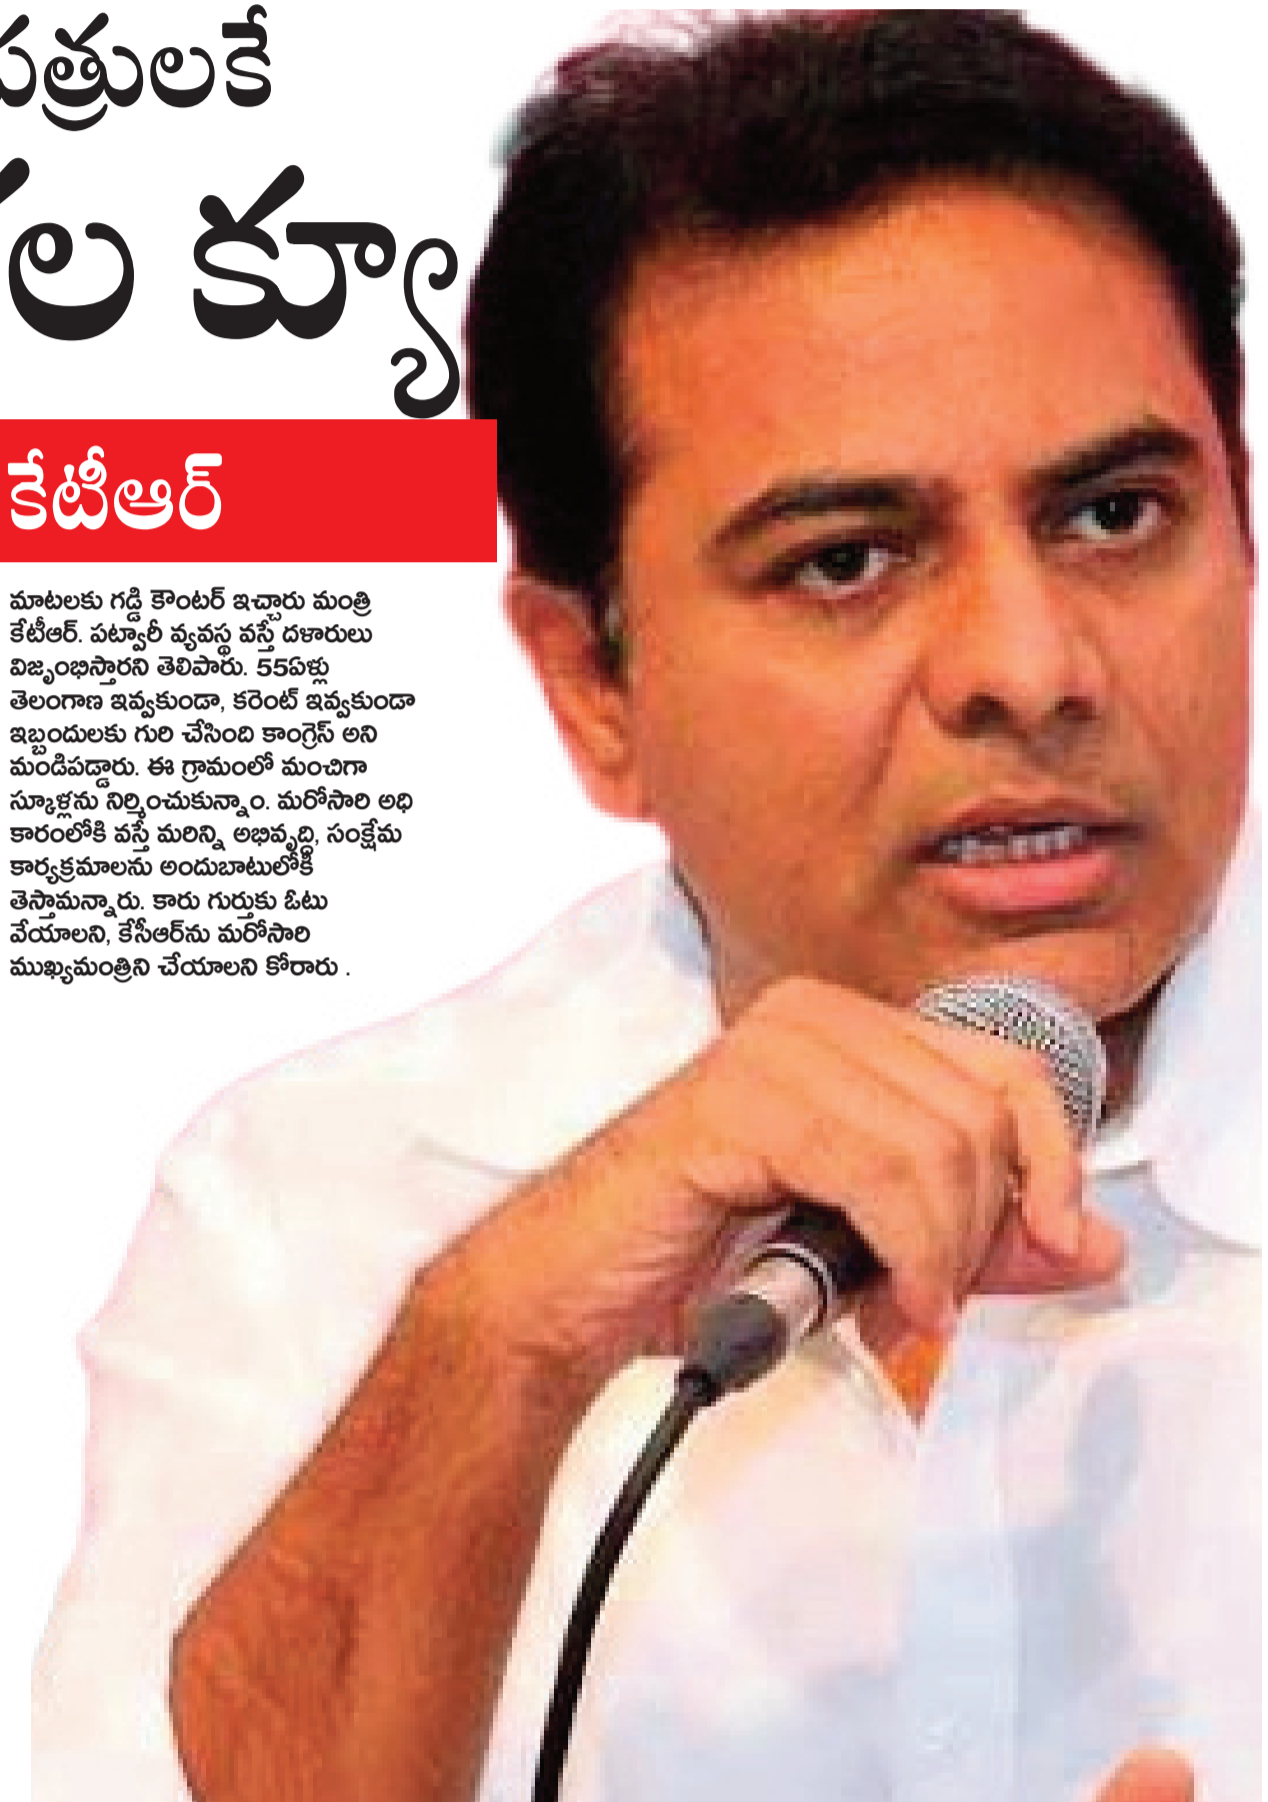 పత్రులకే
ల క్యూ
కేటీఆర్
మాటలకు గడ్డి కౌంటర్ ఇచ్చారు మంత్రి
కేటీఆర్. పట్వారీ వ్యవస్థ వస్తే దళారులు
విజృంభిస్తారని తెలిపారు. 55ఏళ్లు
తెలంగాణ ఇవ్వకుండా, కరెంట్ ఇవ్వకుండా
ఇబ్బందులకు గురి చేసింది కాంగ్రెస్ అని
మండిపడ్డారు. ఈ గ్రామంలో మంచిగా
స్కూళ్లను నిర్మించుకున్నాం. మరోసారి అధి
కారంలోకి వస్తే మరిన్ని అభివృద్ధి, సంక్షేమ
కార్యక్రమాలను అందుబాటులోకి
తెస్తామన్నారు. కారు గుర్తుకు ఓటు
వేయాలని, కేసీఆర్‌ను మరోసారి
ముఖ్యమంత్రిని చేయాలని కోరారు .